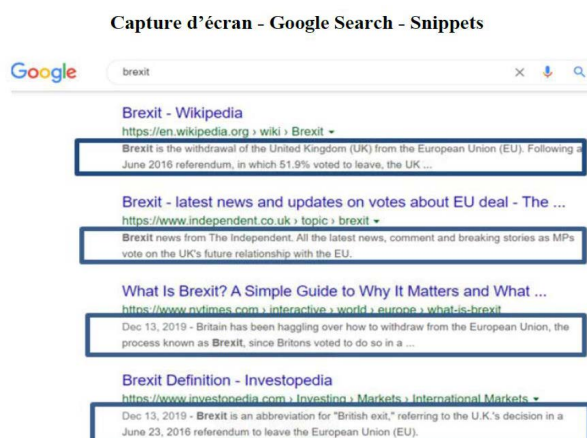 Capture d'écran - Google Search - Snippets
Google
brexit
Brexit - Wikipedia
https://en.wikipedia.org › wiki › Brexit
Brexit is the withdrawal of the United Kingdom (UK) from the European Union (EU). Following a
June 2016 referendum, in which 51.9% voted to leave, the UK ...
Brexit - latest news and updates on votes about EU deal - The ...
https://www.independent.co.uk › topic › brexit
Brexit news from The Independent. All the latest news, comment and breaking stories as MPs
vote on the UK's future relationship with the EU.
What Is Brexit? A Simple Guide to Why It Matters and What ...
https://www.nytimes.com › interactive › world › europe › what-is-brexit
Dec 13, 2019 - Britain has been haggling over how to withdraw from the European Union, the
process known as Brexit, since Britons voted to do so in a ...
Brexit Definition - Investopedia
https://www.investopedia.com › Investing › Markets › International Markets
Dec 13, 2019 - Brexit is an abbreviation for "British exit," referring to the U.K.'s decision in a
June 23, 2016 referendum to leave the European Union (EU).